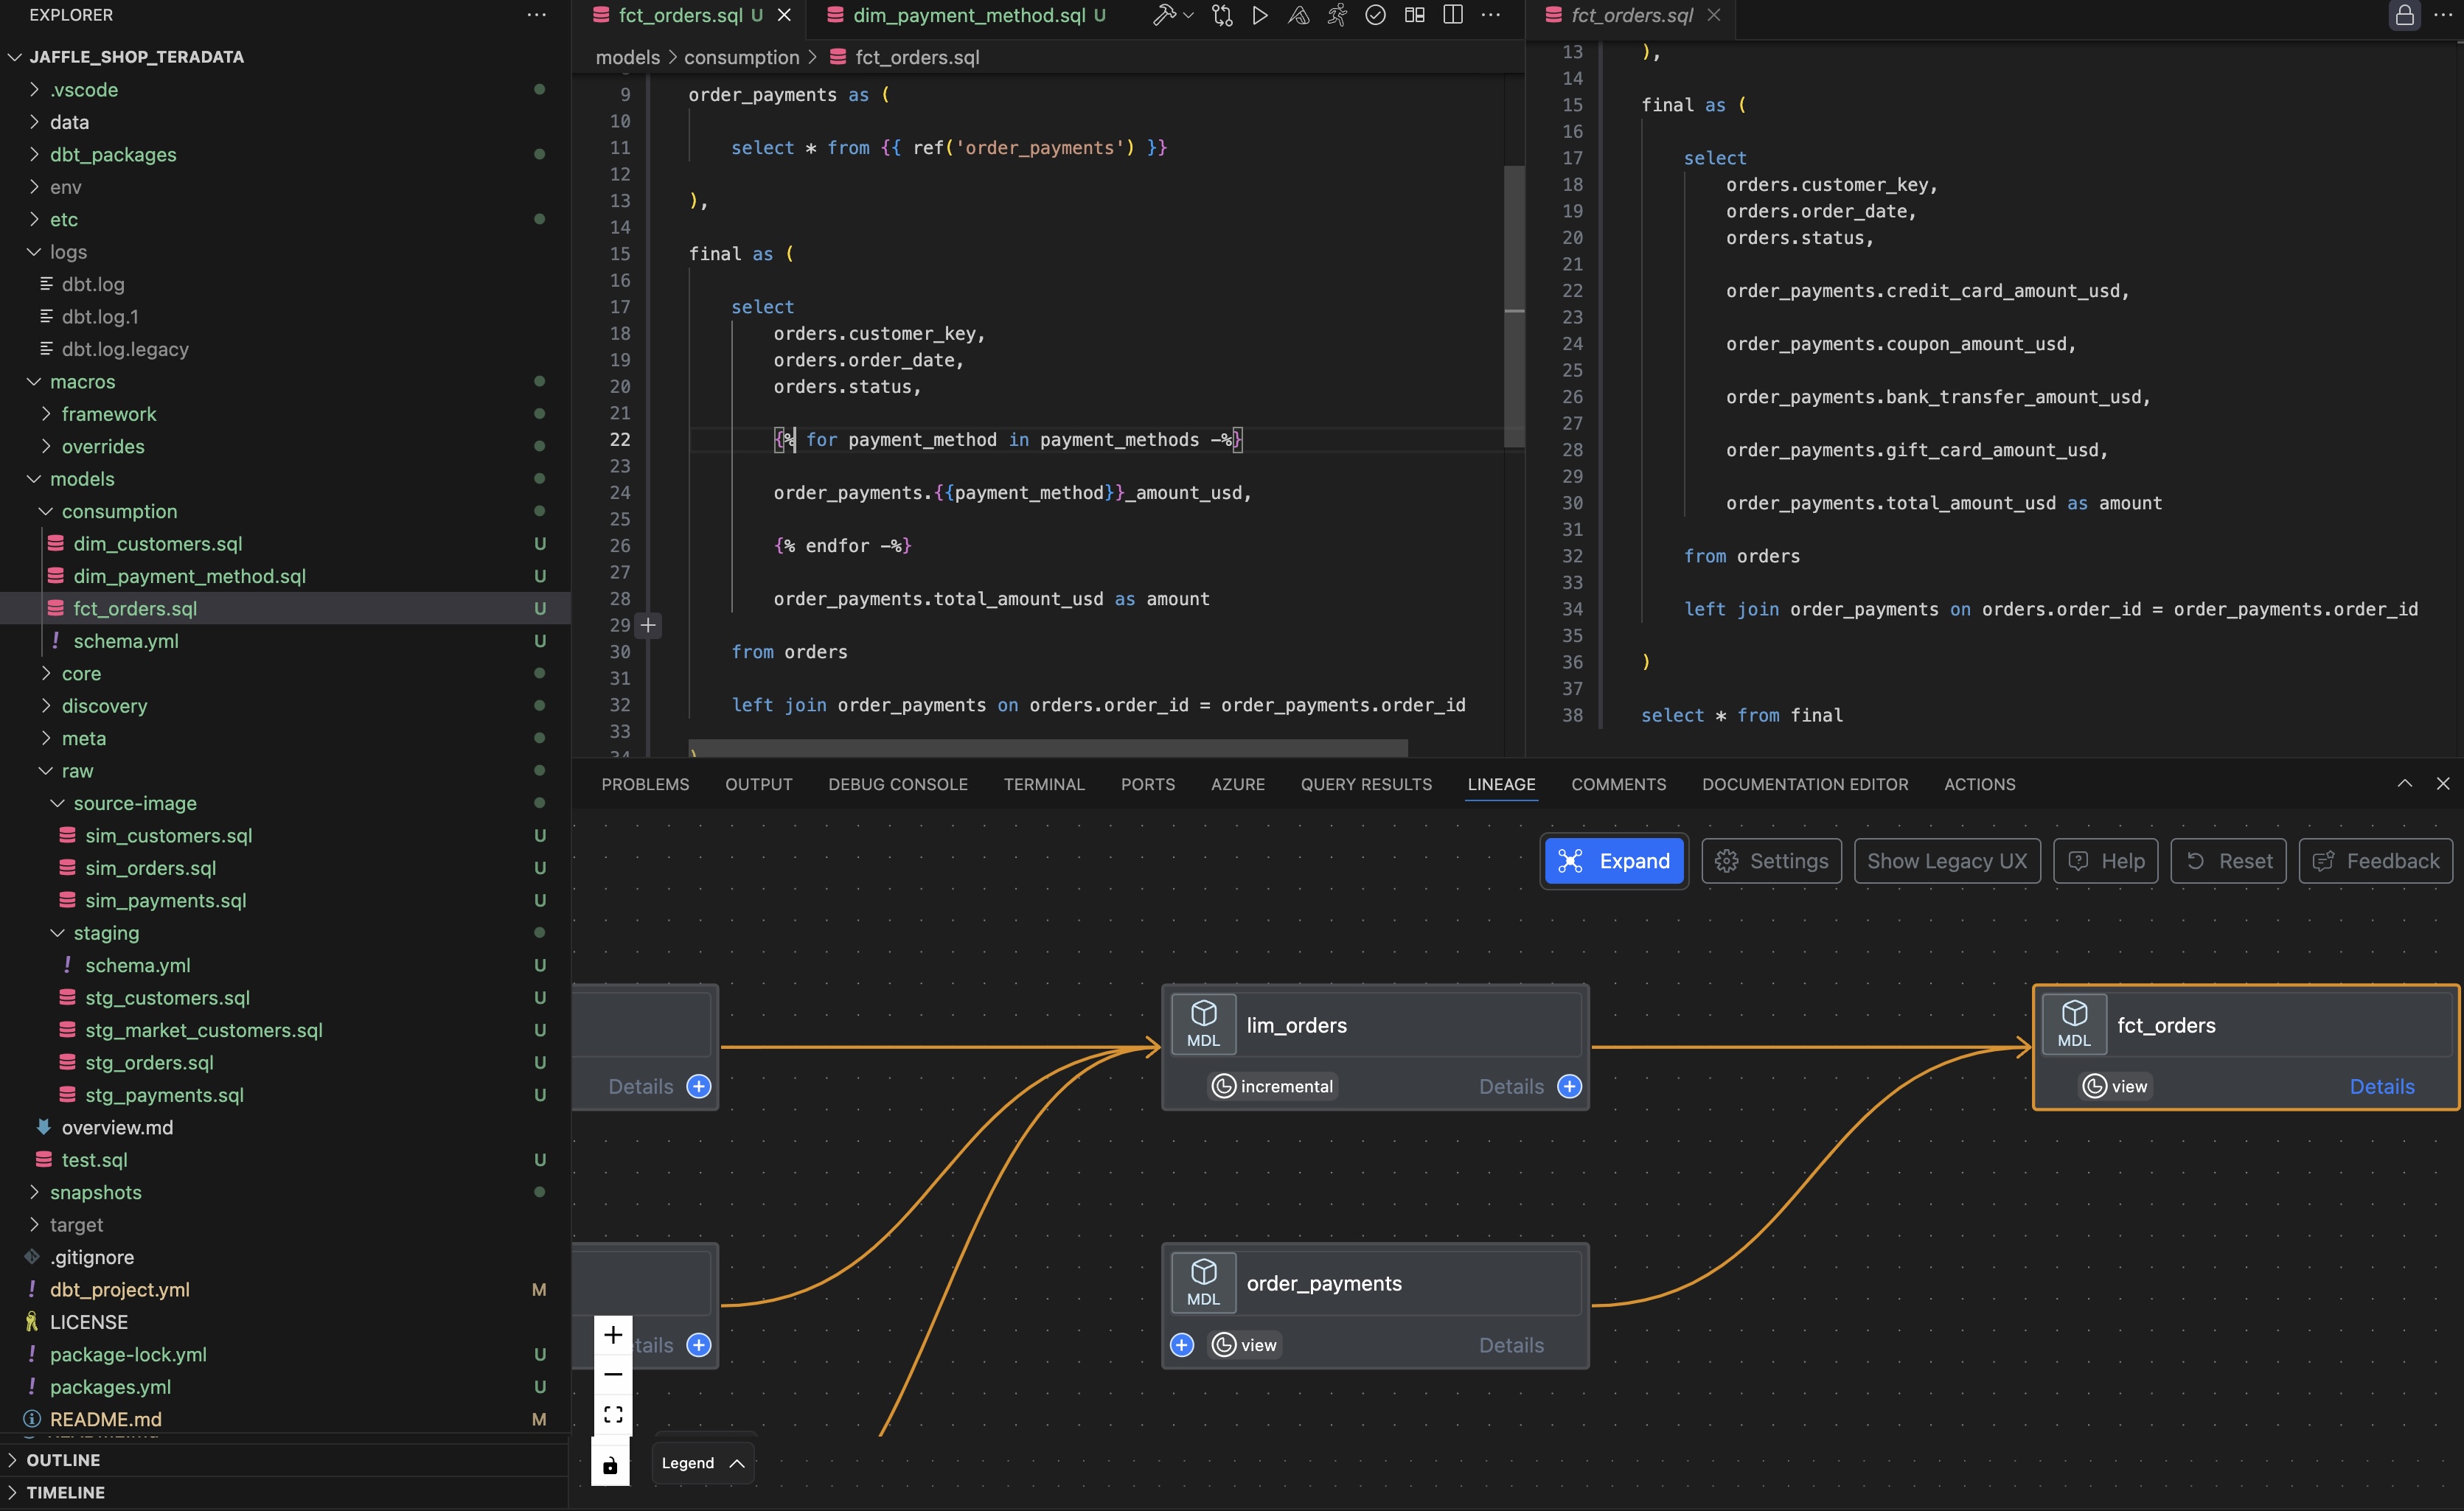 EXPLORER
JAFFLE_SHOP_TERADATA
.vscode
data
dbt_packages
env
etc
logs
dbt.log
dbt.log.1
dbt.log.legacy
macros
framework
overrides
models
consumption
dim_customers.sql U
dim_payment_method.sql U
fct_orders.sql U
schema.yml U
core
discovery
meta
raw
source-image
sim_customers.sql U
sim_orders.sql U
sim_payments.sql U
staging
schema.yml U
stg_customers.sql U
stg_market_customers.sql U
stg_orders.sql U
stg_payments.sql U
overview.md
test.sql U
snapshots
target
.gitignore
dbt_project.yml M
LICENSE
package-lock.yml U
packages.yml U
README.md M
OUTLINE
TIMELINE
fct_orders.sql U
dim_payment_method.sql U
models > consumption > fct_orders.sql
9 order_payments as (
10
11 select * from {{ ref('order_payments') }}
12
13 ),
14
15 final as (
16
17 select
18 orders.customer_key,
19 orders.order_date,
20 orders.status,
21
22 {% for payment_method in payment_methods -%}
23
24 order_payments.{{payment_method}}_amount_usd,
25
26 {% endfor -%}
27
28 order_payments.total_amount_usd as amount
29
30 from orders
31
32 left join order_payments on orders.order_id = order_payments.order_id
33
34 )
fct_orders.sql
13 ),
14
15 final as (
16
17 select
18 orders.customer_key,
19 orders.order_date,
20 orders.status,
21
22 order_payments.credit_card_amount_usd,
23
24 order_payments.coupon_amount_usd,
25
26 order_payments.bank_transfer_amount_usd,
27
28 order_payments.gift_card_amount_usd,
29
30 order_payments.total_amount_usd as amount
31
32 from orders
33
34 left join order_payments on orders.order_id = order_payments.order_id
35
36 )
37
38 select * from final
PROBLEMS OUTPUT DEBUG CONSOLE TERMINAL PORTS AZURE QUERY RESULTS LINEAGE COMMENTS DOCUMENTATION EDITOR ACTIONS
Expand Settings Show Legacy UX Help Reset Feedback
Details
MDL lim_orders
incremental Details
MDL fct_orders
view Details
tails
MDL order_payments
view Details
Legend